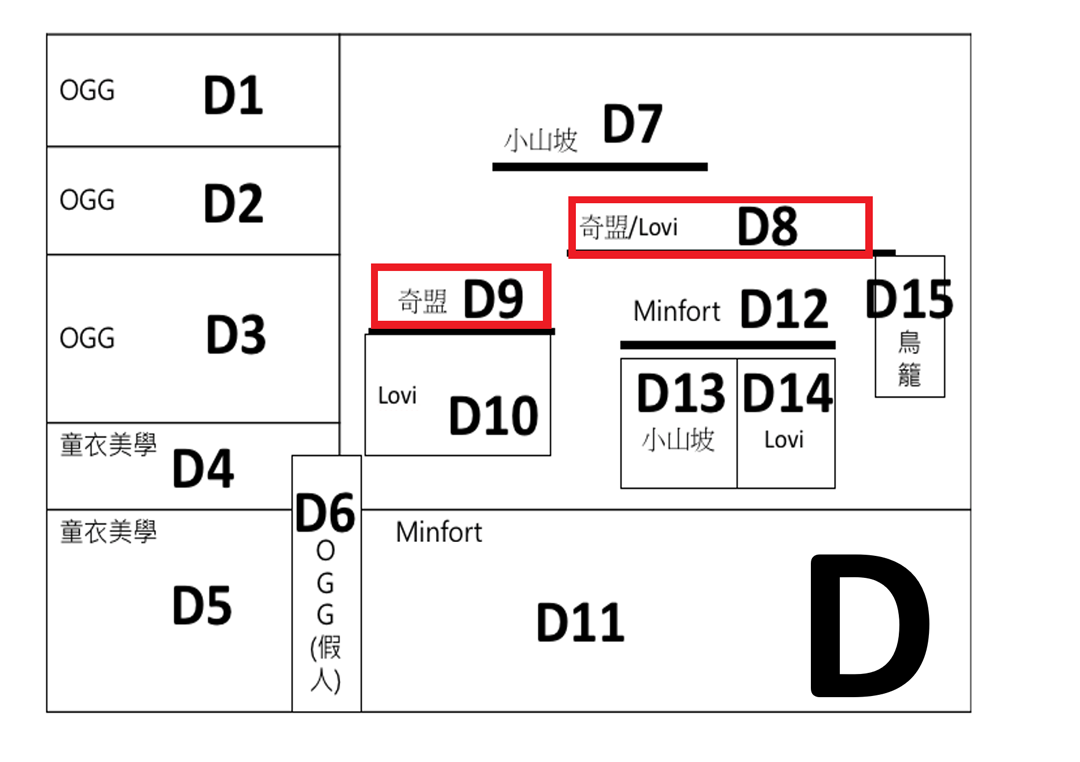 OGG D1
OGG D2
OGG D3
童衣美學 D4
童衣美學
D5
D6
O
G
G
(假
人)
小山坡 D7
奇盟/Lovi D8
奇盟 D9
Lovi
D10
Minfort D12
D13
小山坡
D14
Lovi
D15
鳥
籠
Minfort
D11
D